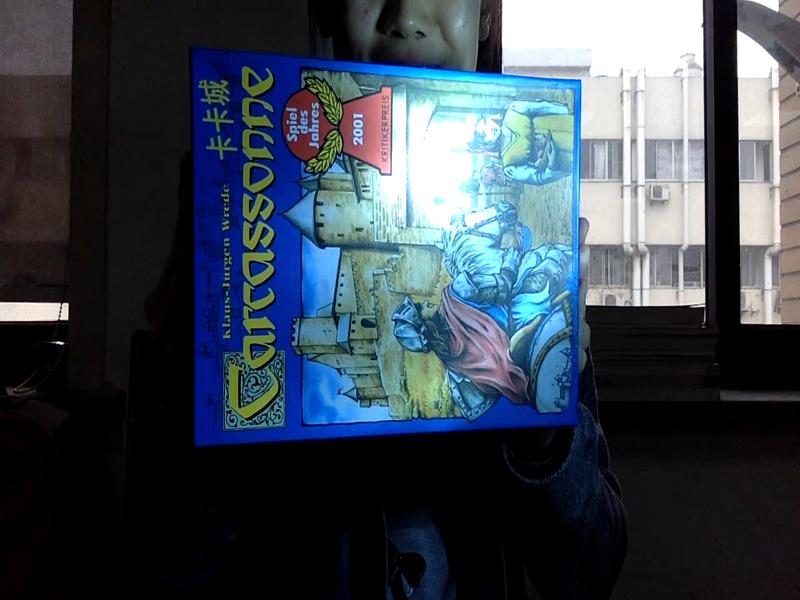 Klaus-Jürgen Wrede 卡卡城
Carcassonne
Spiel
des
Jahres
2001
KRITIKERPREIS